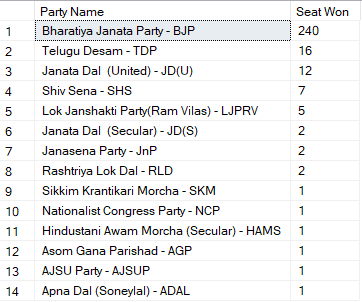 Party Name Seat Won
1 Bharatiya Janata Party - BJP 240
2 Telugu Desam - TDP 16
3 Janata Dal  (United) - JD(U) 12
4 Shiv Sena - SHS 7
5 Lok Janshakti Party(Ram Vilas) - LJPRV 5
6 Janata Dal  (Secular) - JD(S) 2
7 Janasena Party - JnP 2
8 Rashtriya Lok Dal - RLD 2
9 Sikkim Krantikari Morcha - SKM 1
10 Nationalist Congress Party - NCP 1
11 Hindustani Awam Morcha (Secular) - HAMS 1
12 Asom Gana Parishad - AGP 1
13 AJSU Party - AJSUP 1
14 Apna Dal (Soneylal) - ADAL 1